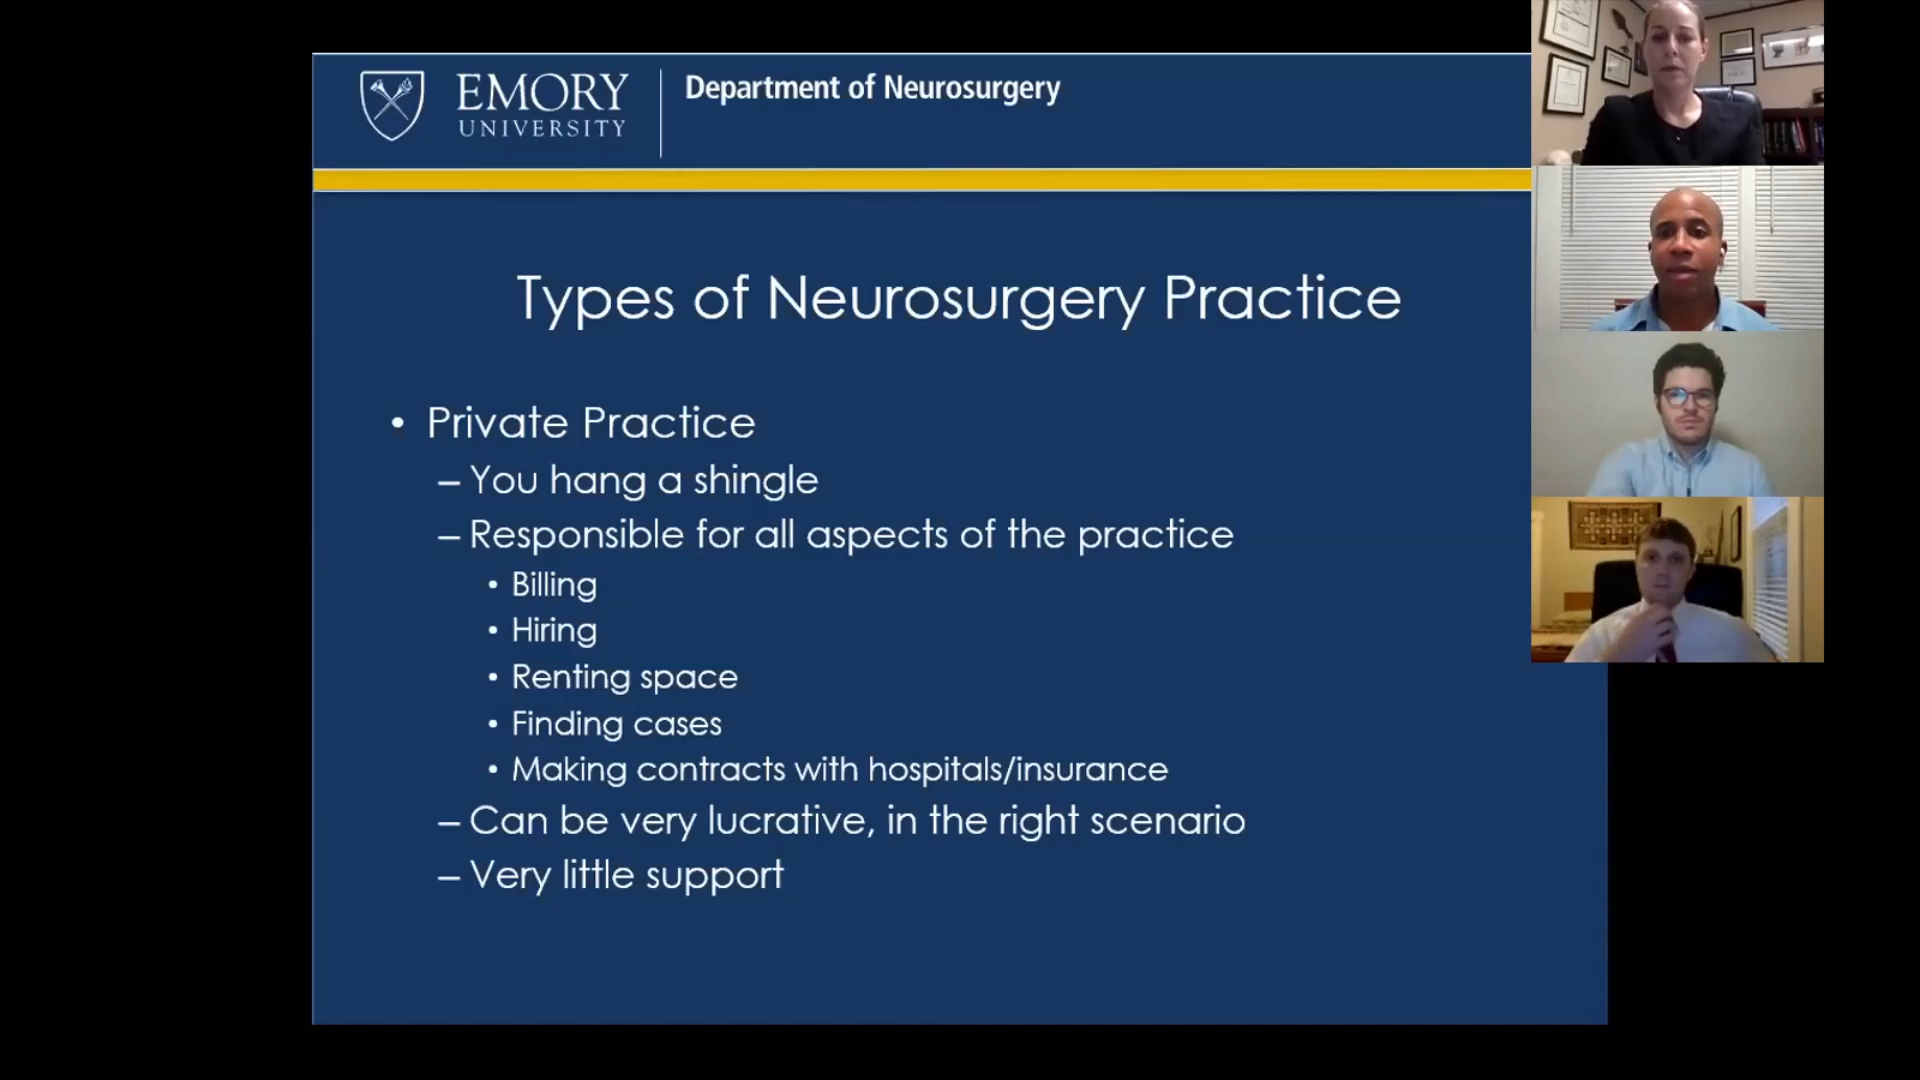 EMORY
UNIVERSITY
Department of Neurosurgery
Types of Neurosurgery Practice
• Private Practice
– You hang a shingle
– Responsible for all aspects of the practice
• Billing
• Hiring
• Renting space
• Finding cases
• Making contracts with hospitals/insurance
– Can be very lucrative, in the right scenario
– Very little support